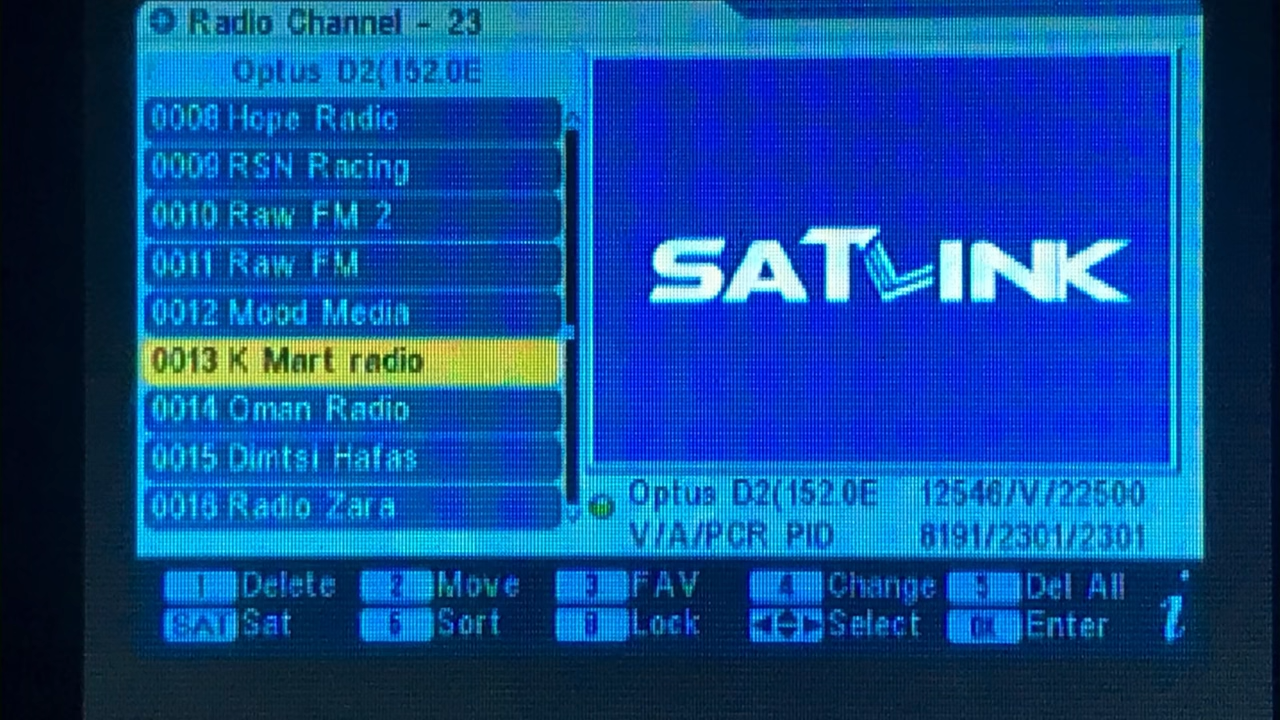 Radio Channel - 23
Optus D2(152.0E
0008 Hope Radio
0009 RSN Racing
0010 Raw FM 2
0011 Raw FM
0012 Mood Media
0013 K Mart radio
0014 Oman Radio
0015 Dimtsi Hafas
0016 Radio Zara
SATLINK
Optus D2(152.0E 12546/V/22500
V/A/PCR PID 8191/2301/2301
1 Delete 2 Move 3 FAV 4 Change 5 Del All
SAT Sat 6 Sort 8 Lock Select OK Enter
i